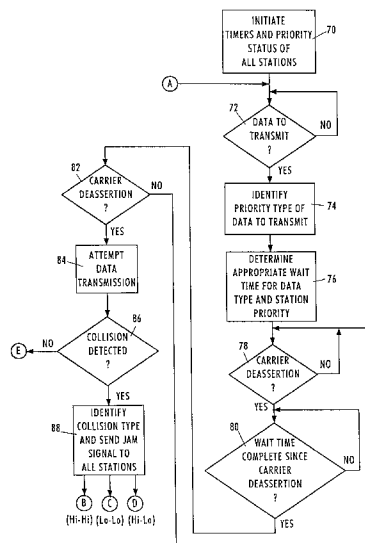 INITIATE
TIMERS AND PRIORITY
STATUS OF
ALL STATIONS
70
A
72
DATA TO
TRANSMIT
?
NO
YES
IDENTIFY
PRIORITY TYPE OF
DATA TO TRANSMIT
74
DETERMINE
APPROPRIATE WAIT
TIME FOR DATA
TYPE AND STATION
PRIORITY
76
78
CARRIER
DEASSERTION
?
NO
YES
80
WAIT TIME
COMPLETE SINCE
CARRIER
DEASSERTION
?
NO
YES
82
CARRIER
DEASSERTION
?
NO
YES
84
ATTEMPT
DATA
TRANSMISSION
86
COLLISION
DETECTED
?
NO
E
YES
88
IDENTIFY
COLLISION TYPE
AND SEND JAM
SIGNAL TO
ALL STATIONS
B C D
(Hi-Hi) (Lo-Lo) (Hi-Lo)